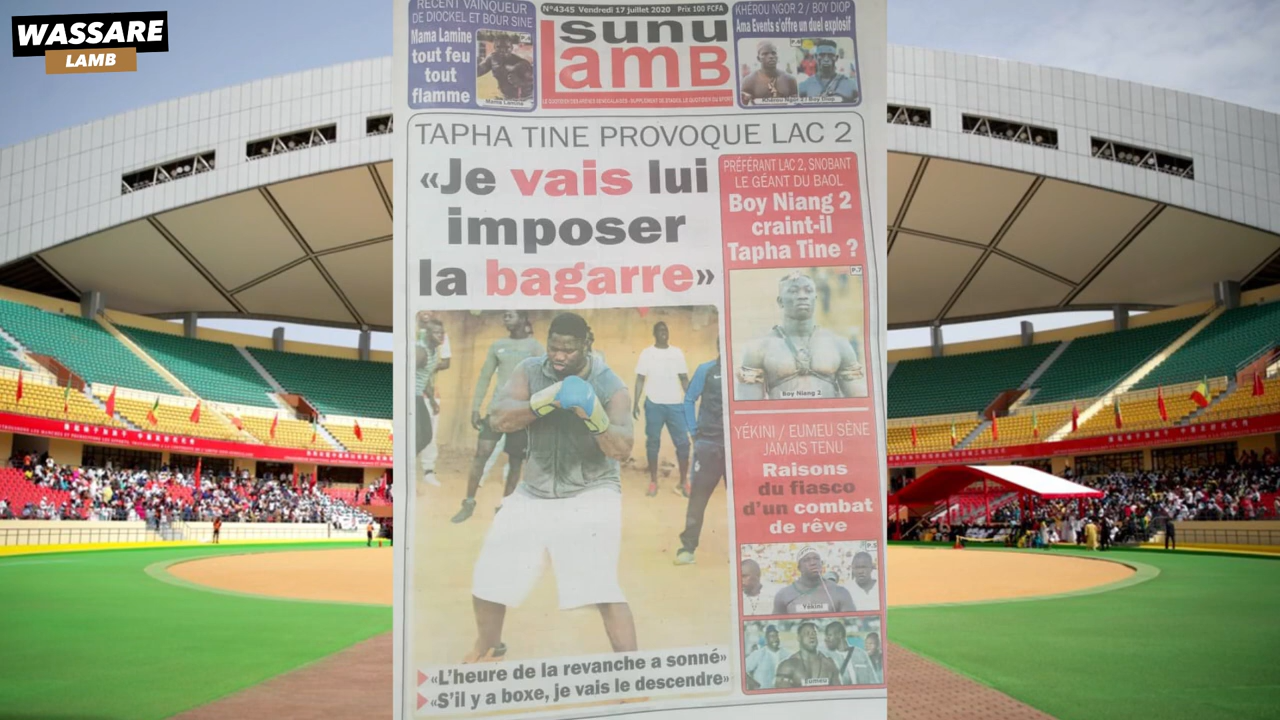 WASSARE
LAMB
RÉCENT VAINQUEUR
DE DIOCKEL ET BOUR SINE
Mama Lamine
tout feu
tout
flamme
Mama Lamine
N°4345 Vendredi 17 juillet 2020 Prix 100 FCFA
sunu
lamb
KHÉROU NGOR 2 / BOY DIOP
Ama Events s'offre un duel explosif
Khérou Ngor 2 / Boy Diop
TAPHA TINE PROVOQUE LAC 2
«Je vais lui
imposer
la bagarre»
«L'heure de la revanche a sonné»
«S'il y a boxe, je vais le descendre»
PRÉFÉRANT LAC 2, SNOBANT
LE GÉANT DU BAOL
Boy Niang 2
craint-il
Tapha Tine ?
P.7
Boy Niang 2
YÉKINI / EUMEU SÈNE
JAMAIS TENU
Raisons
du fiasco
d'un combat
de rêve
P.5
Yékini
Eumeu